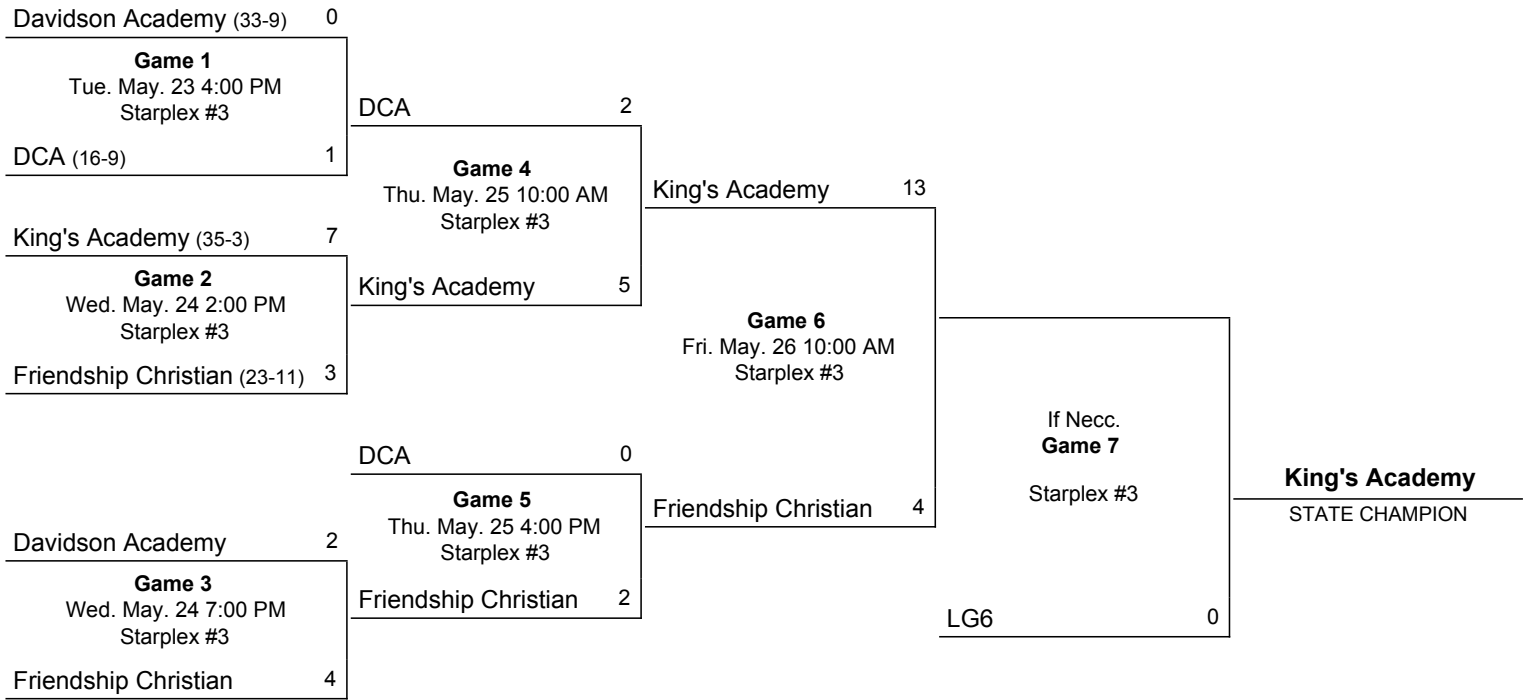 Davidson Academy (33-9) 0
Game 1
Tue. May. 23 4:00 PM
Starplex #3
DCA (16-9) 1
King's Academy (35-3) 7
Game 2
Wed. May. 24 2:00 PM
Starplex #3
Friendship Christian (23-11) 3
Davidson Academy 2
Game 3
Wed. May. 24 7:00 PM
Starplex #3
Friendship Christian 4
DCA 2
Game 4
Thu. May. 25 10:00 AM
Starplex #3
King's Academy 5
DCA 0
Game 5
Thu. May. 25 4:00 PM
Starplex #3
Friendship Christian 2
King's Academy 13
Game 6
Fri. May. 26 10:00 AM
Starplex #3
Friendship Christian 4
If Necc.
Game 7
Starplex #3
LG6 0
King's Academy
STATE CHAMPION